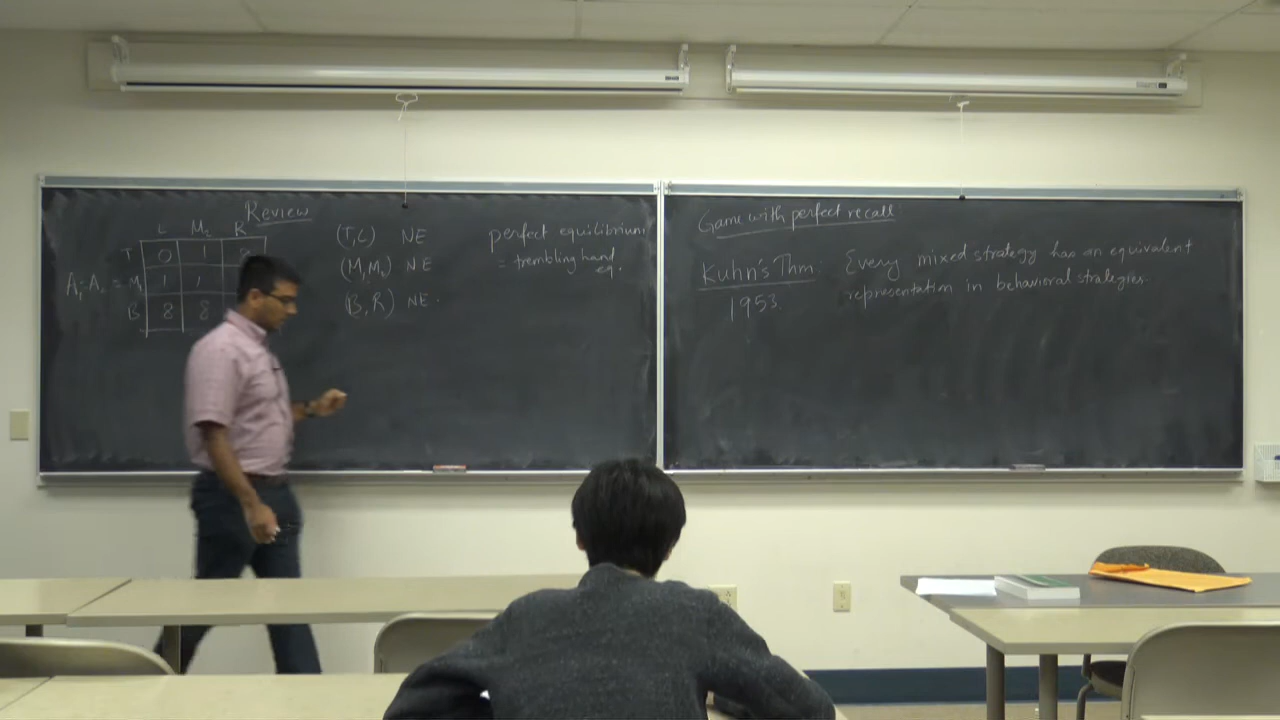 Review
L M₂ R
T 0 1
A₁=A₂= M₁ 1 1
B 8 8
(T,L) NE
(M,M₂) NE
(B,R) NE.
perfect equilibrium
= trembling hand
eq.
Game with perfect recall:
Kuhn's Thm: Every mixed strategy has an equivalent
1953. representation in behavioral strategies.